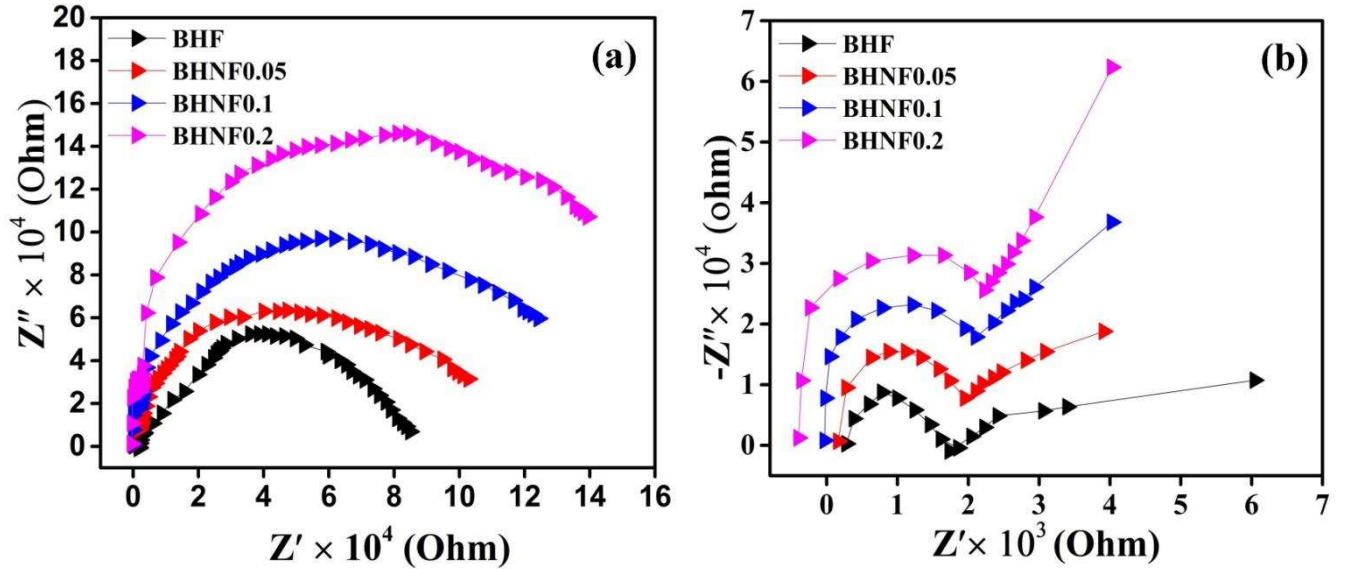 (a)
BHF
BHNF0.05
BHNF0.1
BHNF0.2
20
18
16
14
12
10
8
6
4
2
0
Z″ × 10⁴ (Ohm)
0 2 4 6 8 10 12 14 16
Z′ × 10⁴ (Ohm)
(b)
BHF
BHNF0.05
BHNF0.1
BHNF0.2
7
6
5
4
3
2
1
0
-Z″ × 10⁴ (ohm)
0 1 2 3 4 5 6 7
Z′ × 10³ (Ohm)